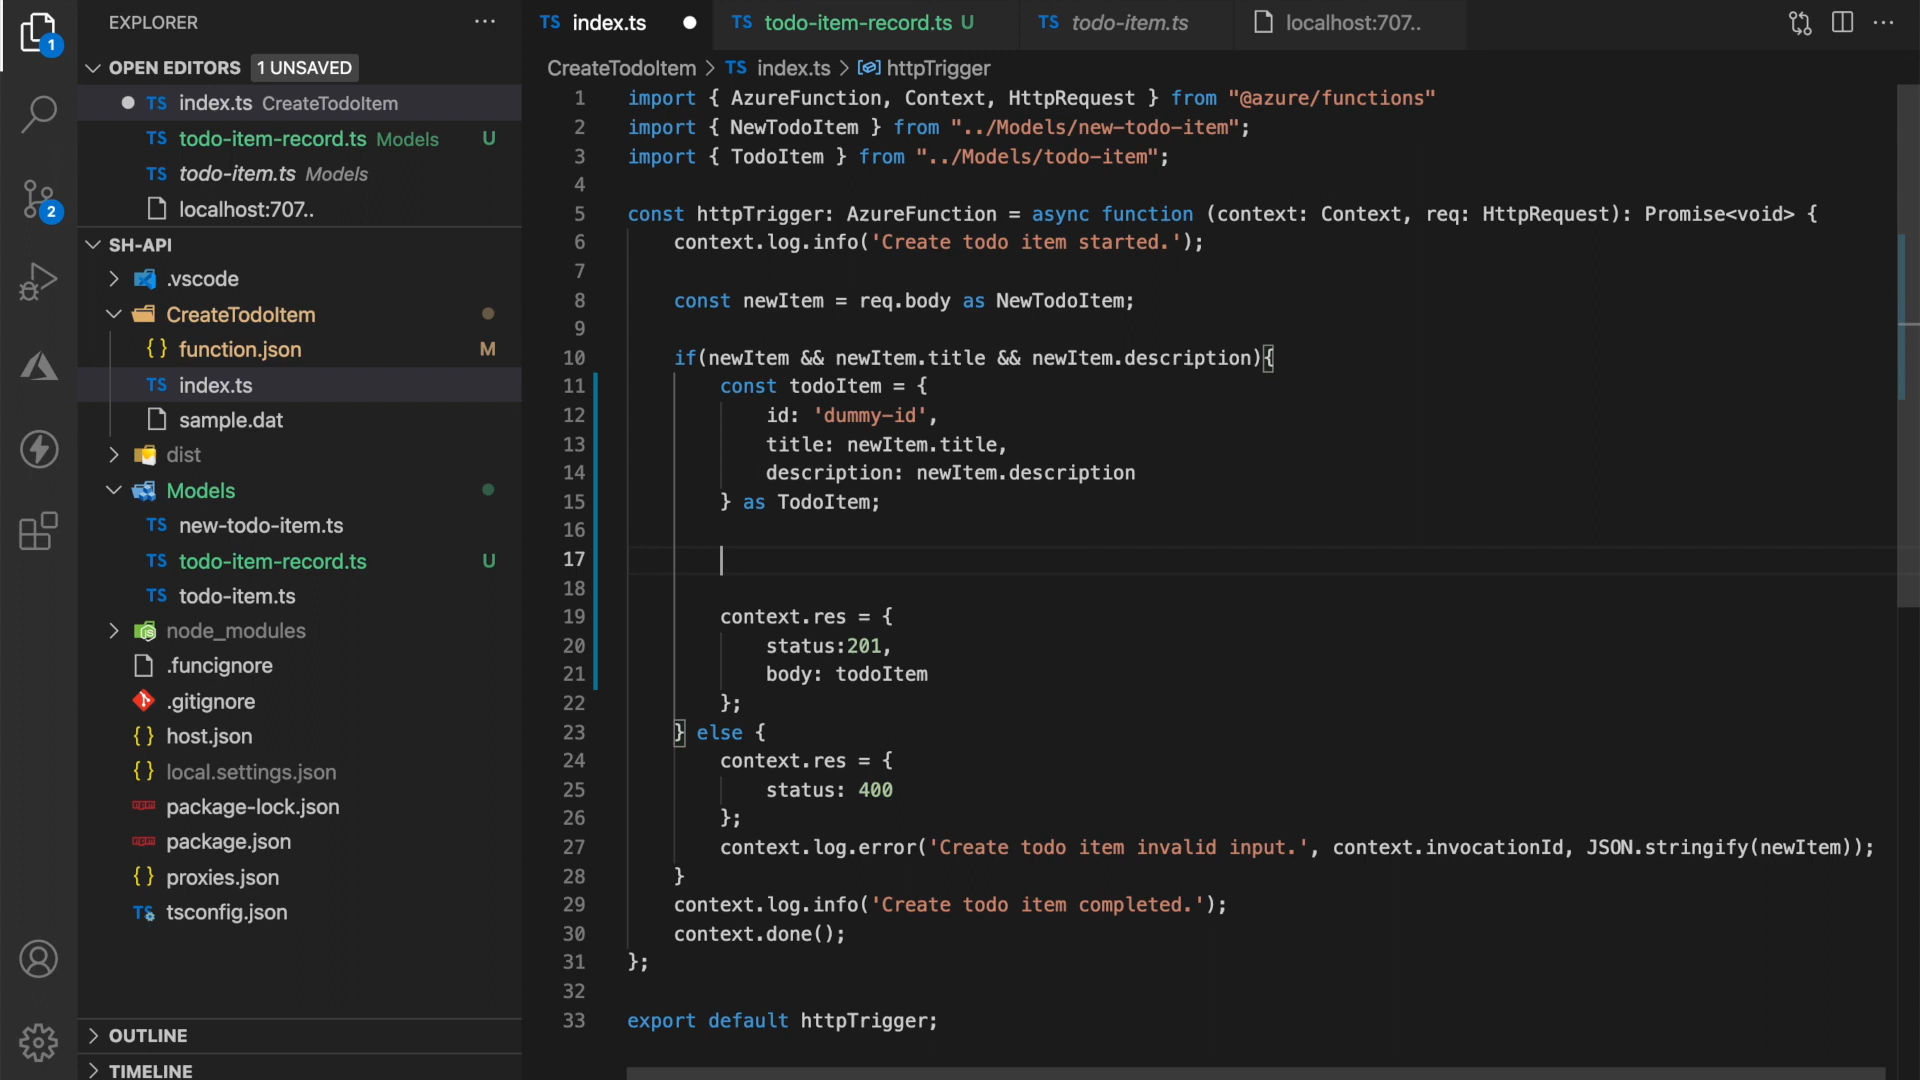 EXPLORER
OPEN EDITORS 1 UNSAVED
TS index.ts CreateTodoItem
TS todo-item-record.ts Models U
TS todo-item.ts Models
localhost:707..
SH-API
.vscode
CreateTodoItem
{ } function.json M
TS index.ts
sample.dat
dist
Models
TS new-todo-item.ts
TS todo-item-record.ts U
TS todo-item.ts
node_modules
.funcignore
.gitignore
{ } host.json
{ } local.settings.json
package-lock.json
package.json
{ } proxies.json
TS tsconfig.json
OUTLINE
TIMELINE
1
2
TS index.ts
TS todo-item-record.ts U
TS todo-item.ts
localhost:707..
CreateTodoItem > TS index.ts > httpTrigger
1 import { AzureFunction, Context, HttpRequest } from "@azure/functions"
2 import { NewTodoItem } from "../Models/new-todo-item";
3 import { TodoItem } from "../Models/todo-item";
4
5 const httpTrigger: AzureFunction = async function (context: Context, req: HttpRequest): Promise<void> {
6 context.log.info('Create todo item started.');
7
8 const newItem = req.body as NewTodoItem;
9
10 if(newItem && newItem.title && newItem.description){
11 const todoItem = {
12 id: 'dummy-id',
13 title: newItem.title,
14 description: newItem.description
15 } as TodoItem;
16
17
18
19 context.res = {
20 status:201,
21 body: todoItem
22 };
23 } else {
24 context.res = {
25 status: 400
26 };
27 context.log.error('Create todo item invalid input.', context.invocationId, JSON.stringify(newItem));
28 }
29 context.log.info('Create todo item completed.');
30 context.done();
31 };
32
33 export default httpTrigger;